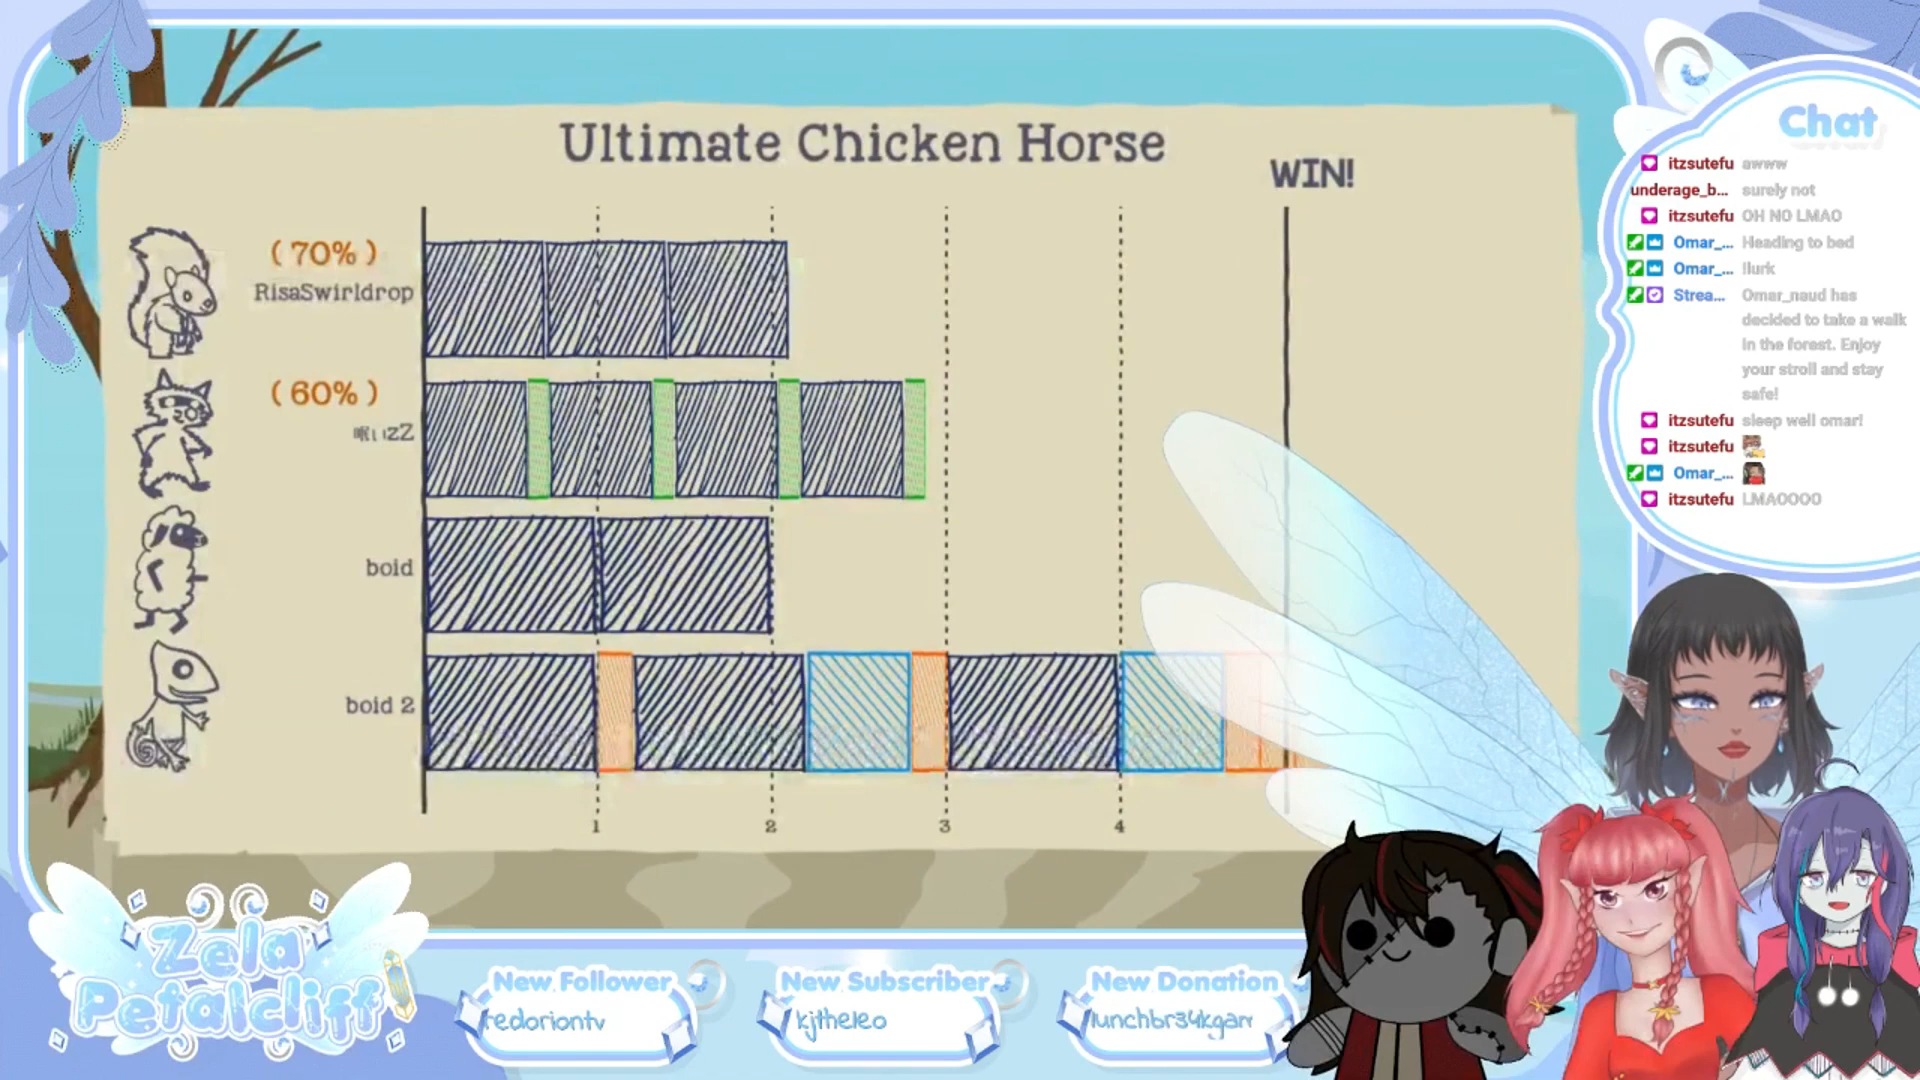 Ultimate Chicken Horse
WIN!
(70%)
RisaSwirldrop
(60%)
boid
boid 2
1 2 3 4
Chat
itzsutefu awww
underage_b... surely not
itzsutefu OH NO LMAO
Omar_... Heading to bed
Omar_... !lurk
Strea... Omar_naud has
decided to take a walk
in the forest. Enjoy
your stroll and stay
safe!
itzsutefu sleep well omar!
itzsutefu
Omar_...
itzsutefu LMAOOOO
Zela
Petalcliff
New Follower
redoriontv
New Subscriber
kjtheleo
New Donation